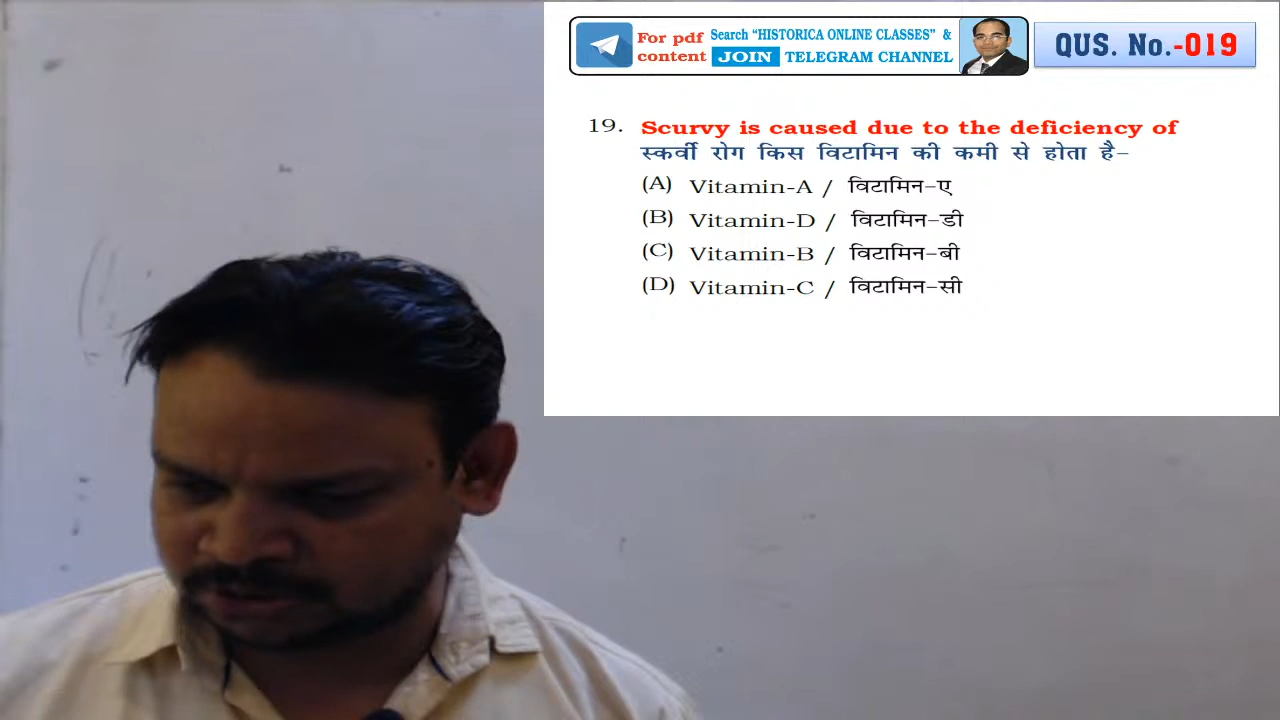 For pdf content
Search “HISTORICA ONLINE CLASSES” &
JOIN TELEGRAM CHANNEL
QUS. No.-019
19. Scurvy is caused due to the deficiency of
स्कर्वी रोग किस विटामिन की कमी से होता है–
(A) Vitamin-A / विटामिन–ए
(B) Vitamin-D / विटामिन–डी
(C) Vitamin-B / विटामिन–बी
(D) Vitamin-C / विटामिन–सी